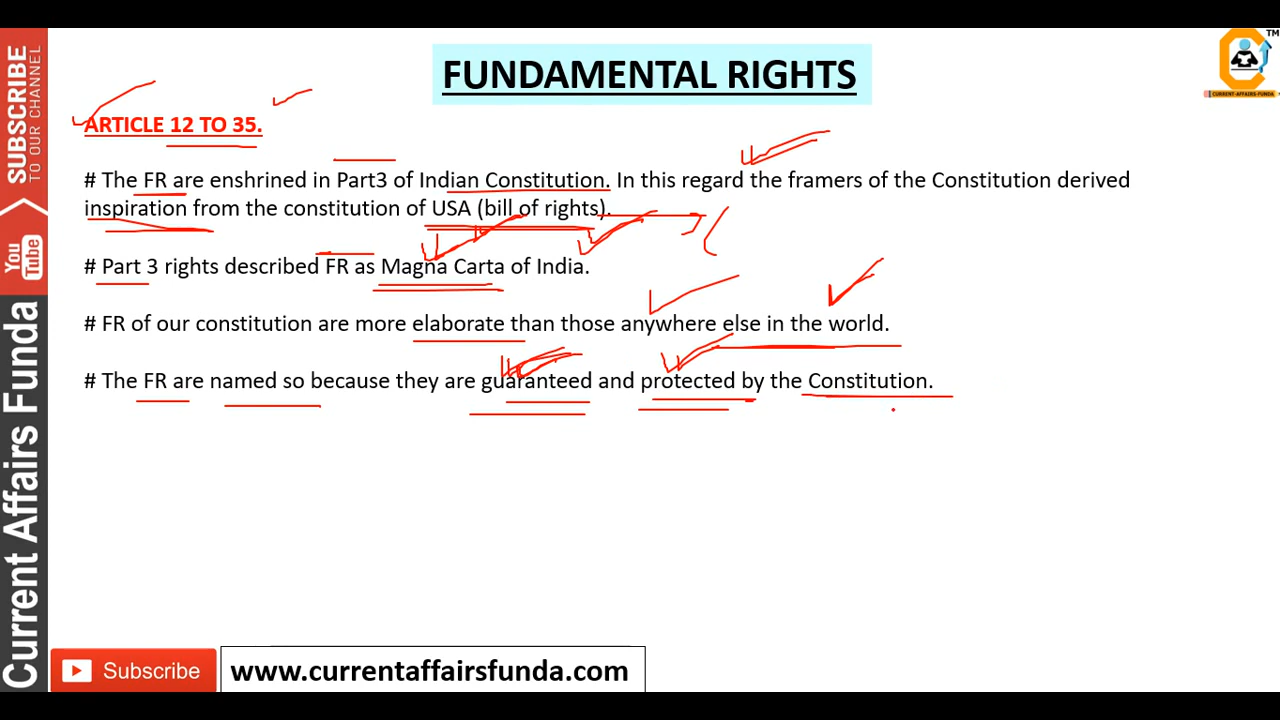 FUNDAMENTAL RIGHTS
TM
CURRENT-AFFAIRS-FUNDA
ARTICLE 12 TO 35.
# The FR are enshrined in Part3 of Indian Constitution. In this regard the framers of the Constitution derived
inspiration from the constitution of USA (bill of rights).
# Part 3 rights described FR as Magna Carta of India.
# FR of our constitution are more elaborate than those anywhere else in the world.
# The FR are named so because they are guaranteed and protected by the Constitution.
SUBSCRIBE
TO OUR CHANNEL
You
Tube
Current Affairs Funda
Subscribe
www.currentaffairsfunda.com